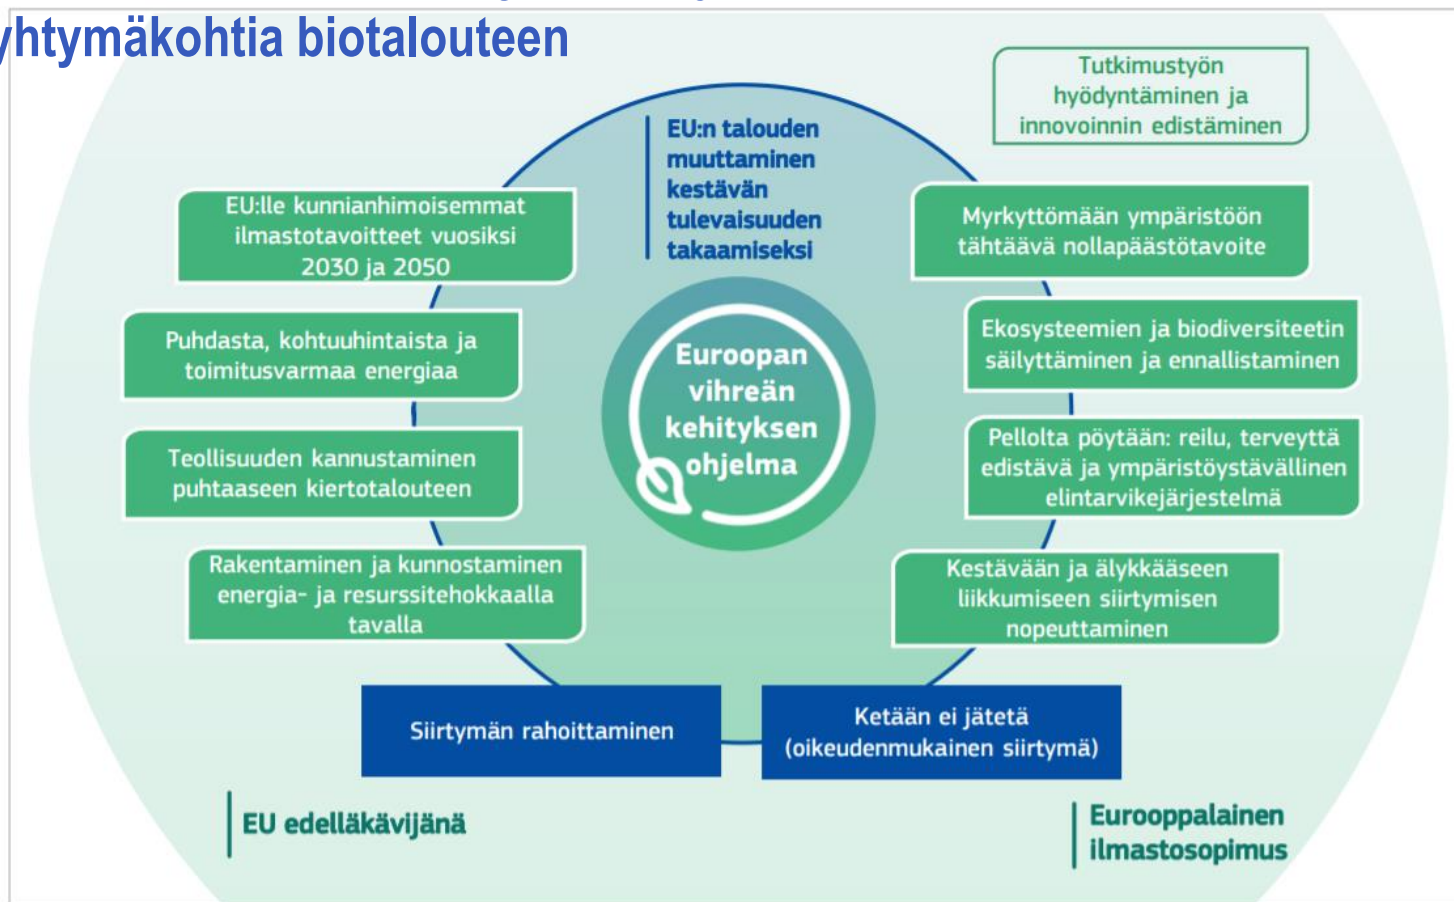 yhtymäkohtia biotalouteen
Tutkimustyön
hyödyntäminen ja
innovoinnin edistäminen
EU:n talouden
muuttaminen
kestävän
tulevaisuuden
takaamiseksi
EU:lle kunnianhimoisemmat
ilmastotavoitteet vuosiksi
2030 ja 2050
Myrkyttömään ympäristöön
tähtäävä nollapäästötavoite
Puhdasta, kohtuuhintaista ja
toimitusvarmaa energiaa
Ekosysteemien ja biodiversiteetin
säilyttäminen ja ennallistaminen
Euroopan
vihreän
kehityksen
ohjelma
Teollisuuden kannustaminen
puhtaaseen kiertotalouteen
Pellolta pöytään: reilu, terveyttä
edistävä ja ympäristöystävällinen
elintarvikejärjestelmä
Rakentaminen ja kunnostaminen
energia- ja resurssitehokkaalla
tavalla
Kestävään ja älykkääseen
liikkumiseen siirtymisen
nopeuttaminen
Siirtymän rahoittaminen
Ketään ei jätetä
(oikeudenmukainen siirtymä)
EU edelläkävijänä
Eurooppalainen
ilmastosopimus